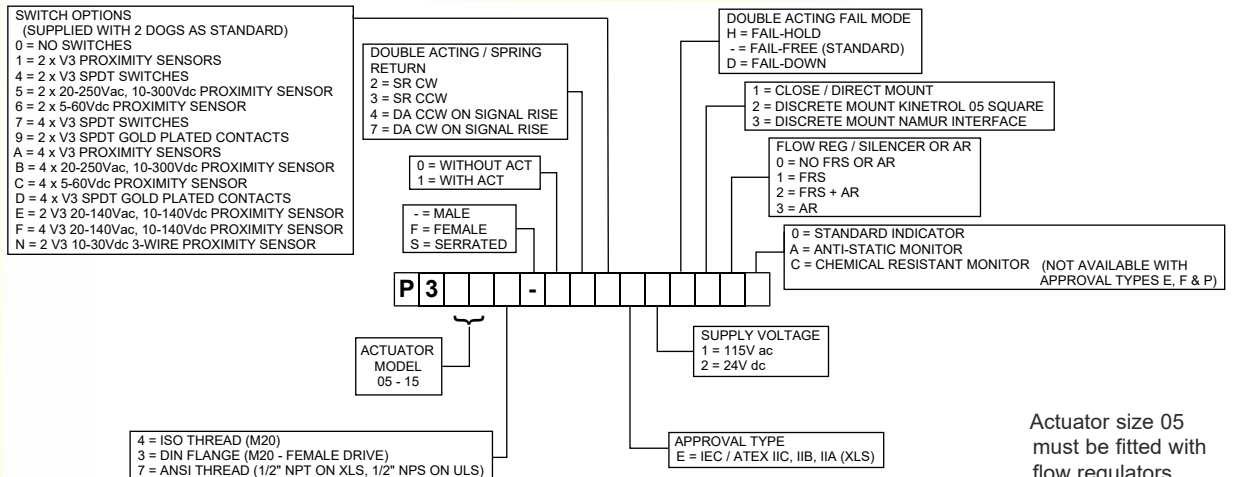 SWITCH OPTIONS
(SUPPLIED WITH 2 DOGS AS STANDARD)
0 = NO SWITCHES
1 = 2 x V3 PROXIMITY SENSORS
4 = 2 x V3 SPDT SWITCHES
5 = 2 x 20-250Vac, 10-300Vdc PROXIMITY SENSOR
6 = 2 x 5-60Vdc PROXIMITY SENSOR
7 = 4 x V3 SPDT SWITCHES
9 = 2 x V3 SPDT GOLD PLATED CONTACTS
A = 4 x V3 PROXIMITY SENSORS
B = 4 x 20-250Vac, 10-300Vdc PROXIMITY SENSOR
C = 4 x 5-60Vdc PROXIMITY SENSOR
D = 4 x V3 SPDT GOLD PLATED CONTACTS
E = 2 V3 20-140Vac, 10-140Vdc PROXIMITY SENSOR
F = 4 V3 20-140Vac, 10-140Vdc PROXIMITY SENSOR
N = 2 V3 10-30Vdc 3-WIRE PROXIMITY SENSOR
DOUBLE ACTING / SPRING
RETURN
2 = SR CW
3 = SR CCW
4 = DA CCW ON SIGNAL RISE
7 = DA CW ON SIGNAL RISE
0 = WITHOUT ACT
1 = WITH ACT
- = MALE
F = FEMALE
S = SERRATED
DOUBLE ACTING FAIL MODE
H = FAIL-HOLD
- = FAIL-FREE (STANDARD)
D = FAIL-DOWN
1 = CLOSE / DIRECT MOUNT
2 = DISCRETE MOUNT KINETROL 05 SQUARE
3 = DISCRETE MOUNT NAMUR INTERFACE
FLOW REG / SILENCER OR AR
0 = NO FRS OR AR
1 = FRS
2 = FRS + AR
3 = AR
0 = STANDARD INDICATOR
A = ANTI-STATIC MONITOR
C = CHEMICAL RESISTANT MONITOR (NOT AVAILABLE WITH
APPROVAL TYPES E, F & P)
P 3 -
ACTUATOR
MODEL
05 - 15
SUPPLY VOLTAGE
1 = 115V ac
2 = 24V dc
4 = ISO THREAD (M20)
3 = DIN FLANGE (M20 - FEMALE DRIVE)
7 = ANSI THREAD (1/2" NPT ON XLS, 1/2" NPS ON ULS)
APPROVAL TYPE
E = IEC / ATEX IIC, IIB, IIA (XLS)
Actuator size 05
must be fitted with
flow regulators